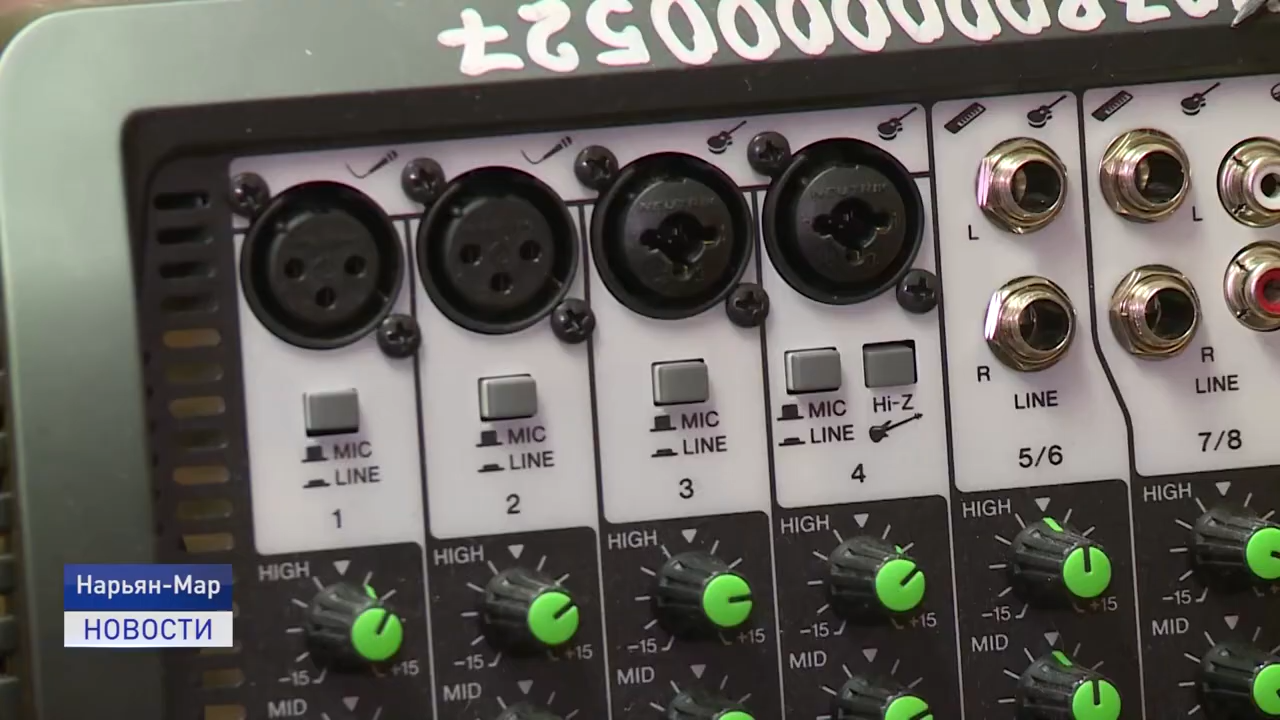 L
L
R
R
LINE
LINE
MIC
LINE
1
MIC
LINE
2
MIC
LINE
3
MIC
LINE
Hi-Z
4
5/6
7/8
HIGH
-15
+15
HIGH
-15
+15
HIGH
-15
+15
HIGH
-15
+15
HIGH
-15
+15
HIGH
-15
MID
MID
MID
MID
MID
MID
Нарьян-Мар
НОВОСТИ